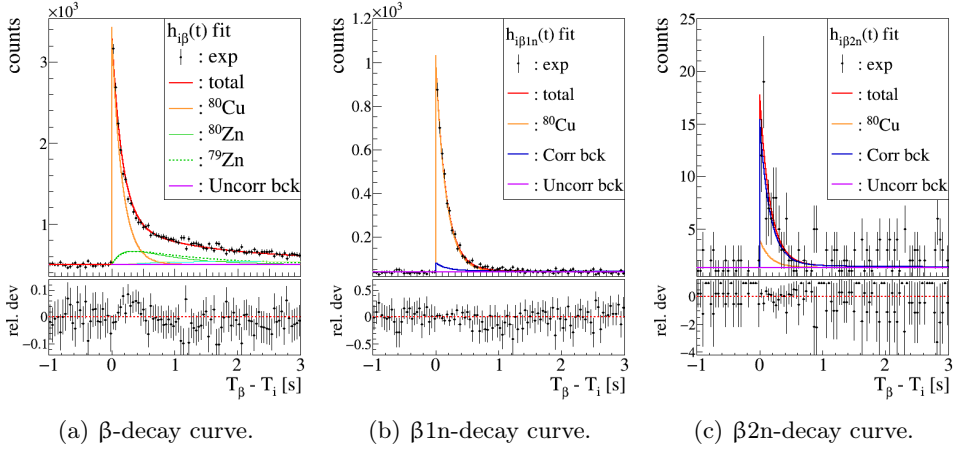 ×10³
counts
3
2
1
h_iβ(t) fit
: exp
: total
: ⁸⁰Cu
: ⁸⁰Zn
: ⁷⁹Zn
: Uncorr bck
rel. dev
0.1
0
−0.1
−1 0 1 2 3
T_β - T_i [s]
(a) β-decay curve.
1.2×10³
counts
1
0.8
0.6
0.4
0.2
0
h_iβ1n(t) fit
: exp
: total
: ⁸⁰Cu
: Corr bck
: Uncorr bck
rel. dev
0.5
0
−0.5
−1 0 1 2 3
T_β - T_i [s]
(b) β1n-decay curve.
counts
25
20
15
10
5
h_iβ2n(t) fit
: exp
: total
: ⁸⁰Cu
: Corr bck
: Uncorr bck
rel. dev
0
−2
−4
−1 0 1 2 3
T_β - T_i [s]
(c) β2n-decay curve.